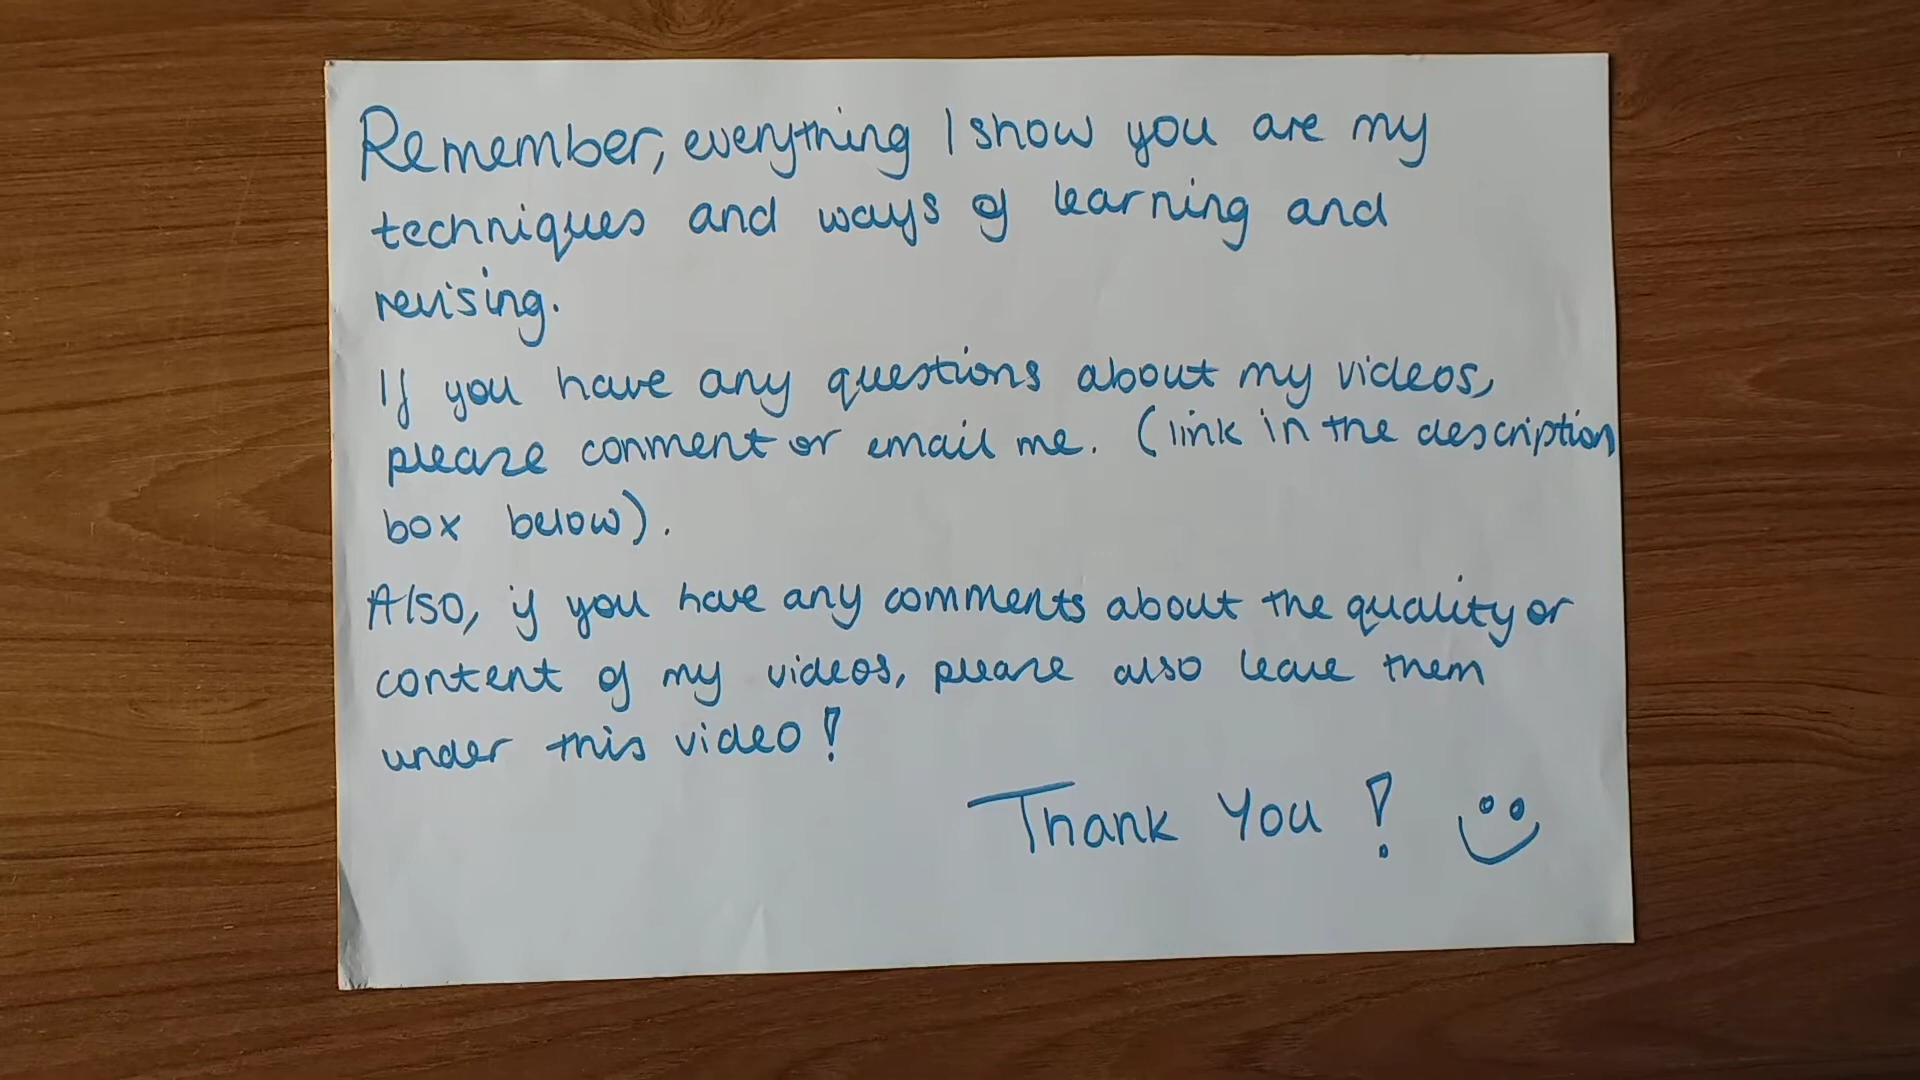 Remember, everything I show you are my
techniques and ways of learning and
revising.
If you have any questions about my videos,
please comment or email me. (link in the description
box below).
Also, if you have any comments about the quality or
content of my videos, please also leave them
under this video!
Thank You!